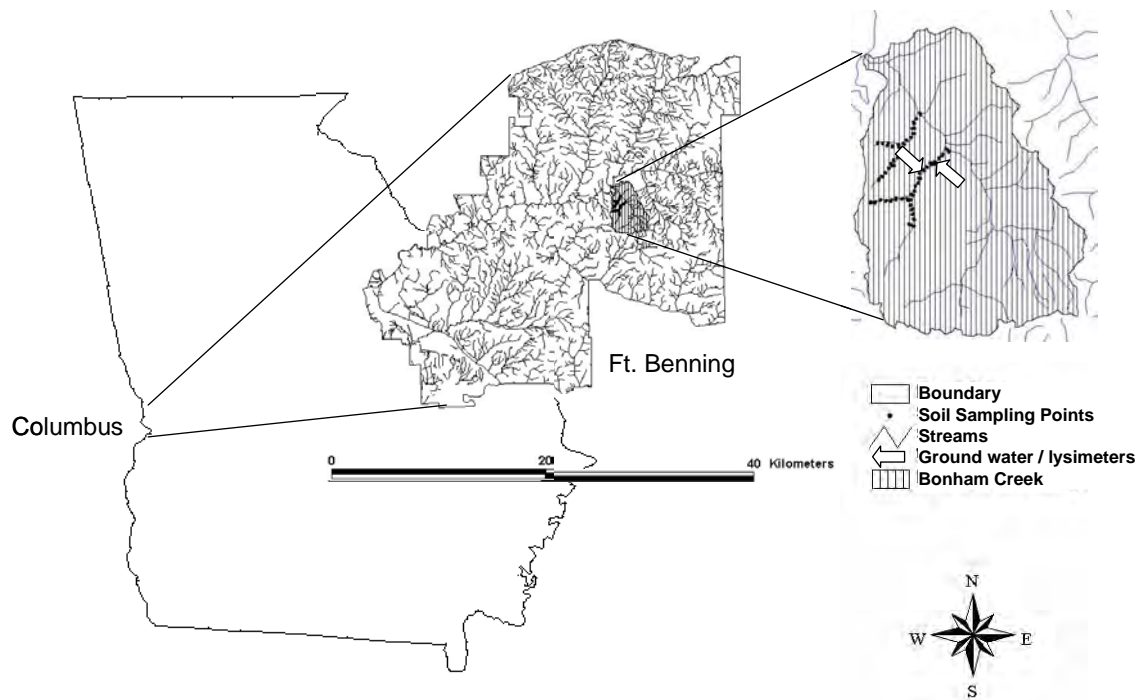 Ft. Benning
Columbus
0 20 40 Kilometers
Boundary
Soil Sampling Points
Streams
Ground water / lysimeters
Bonham Creek
N
W E
S